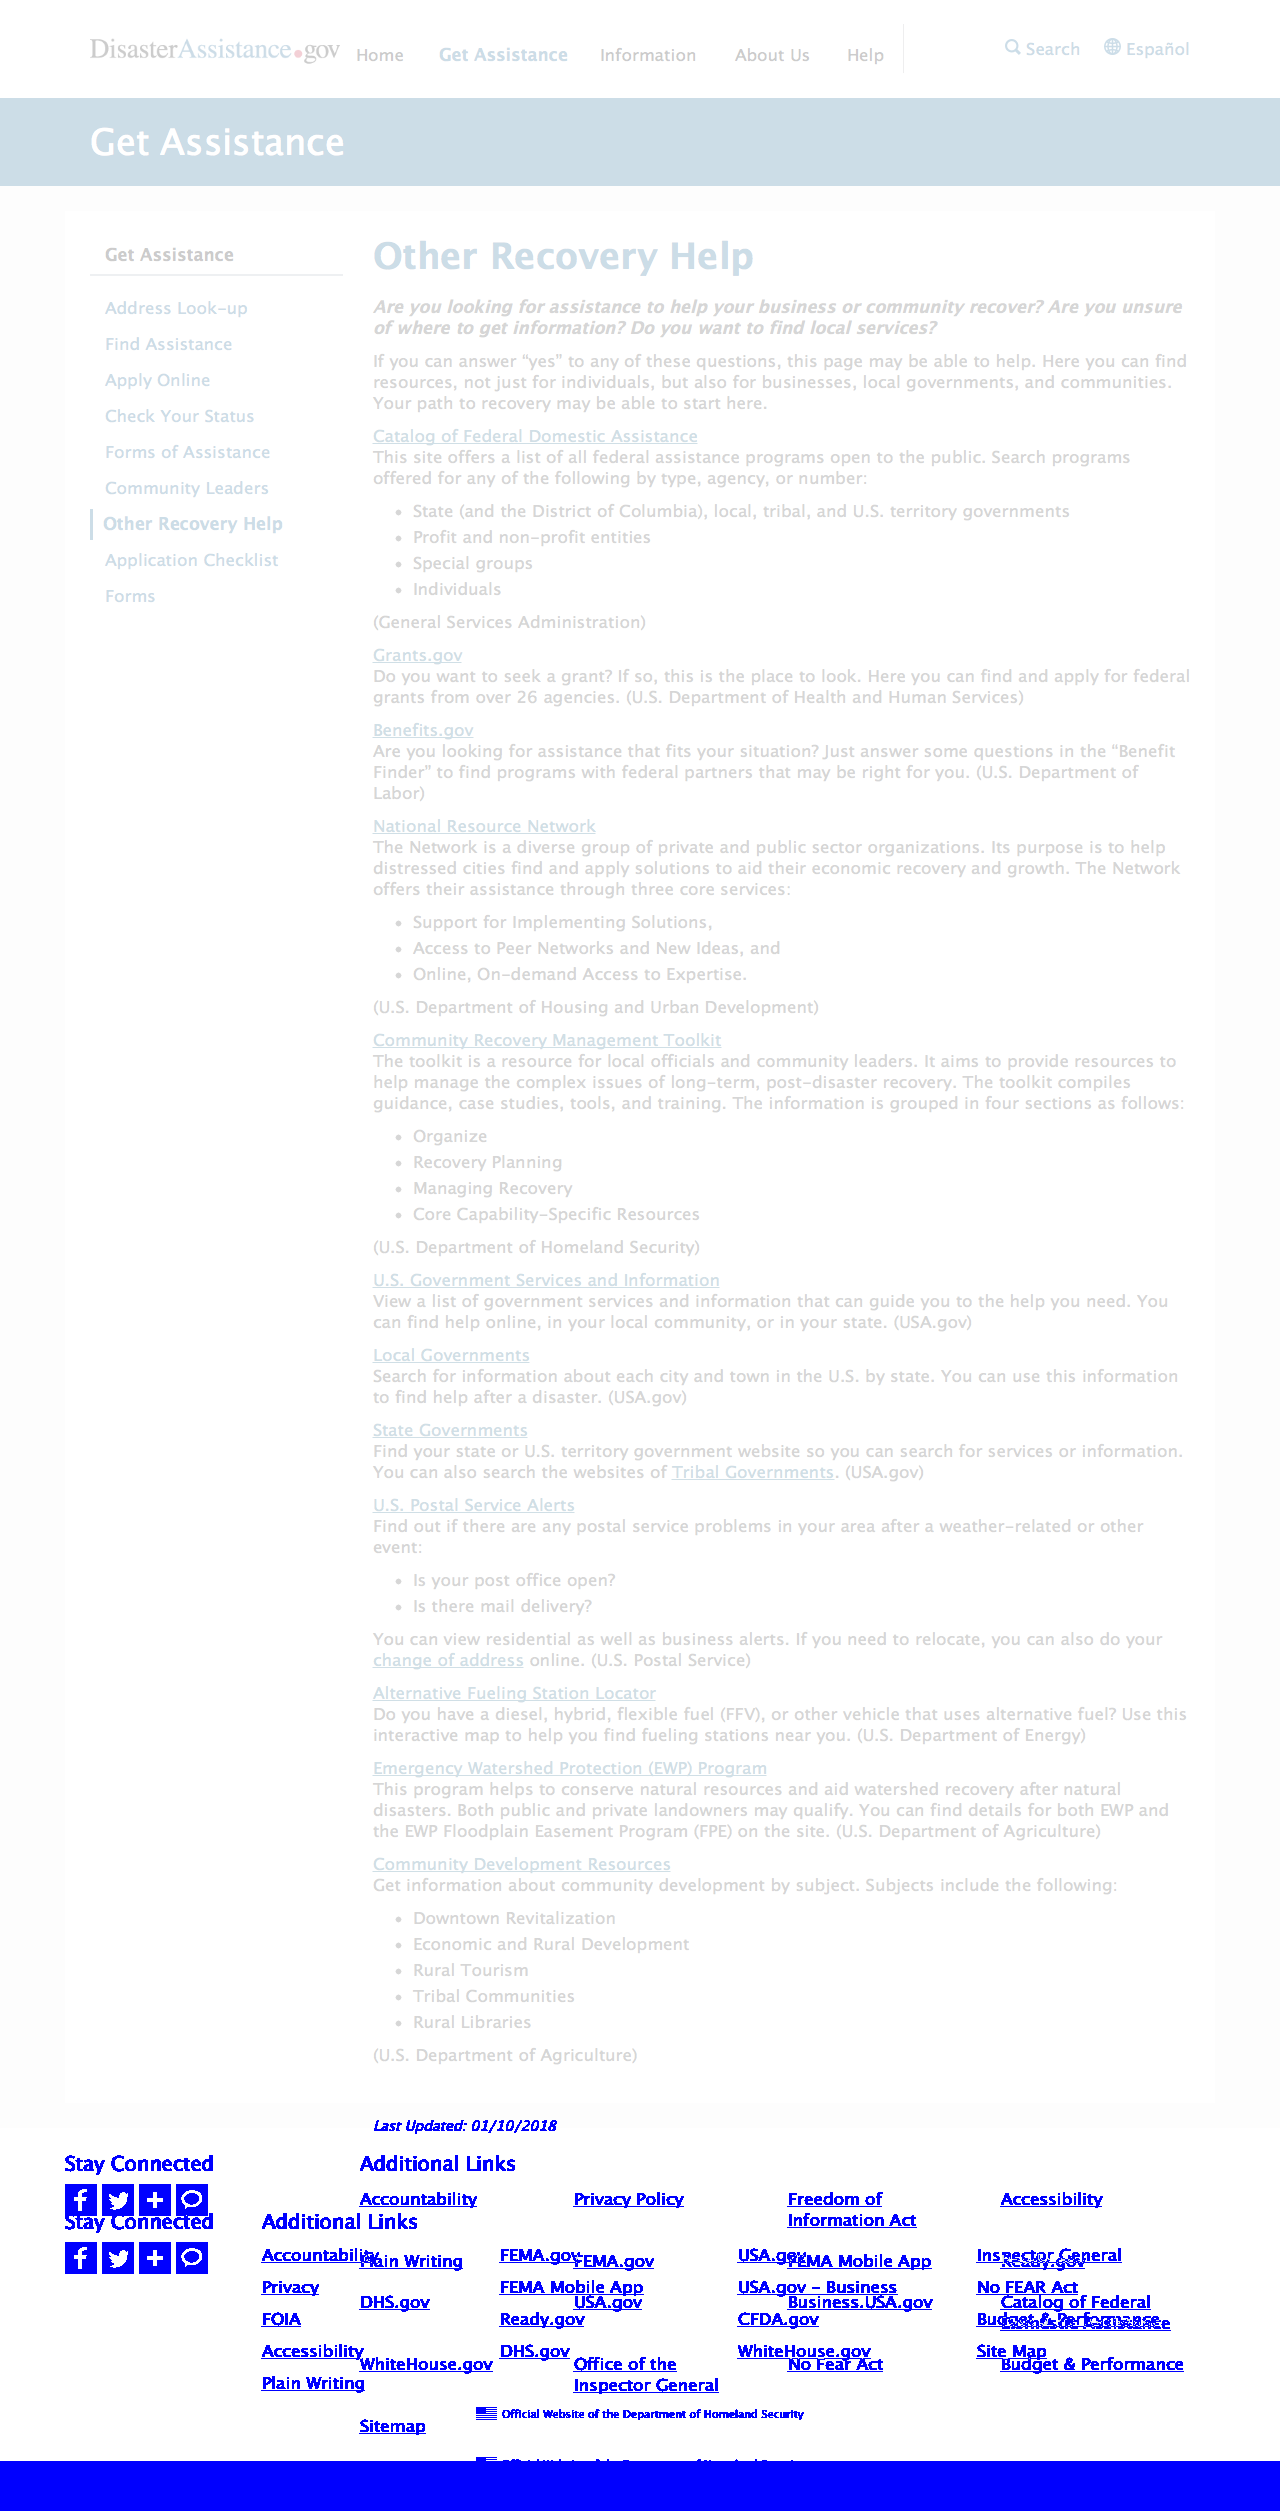 DisasterAssistance.gov Home Get Assistance Information About Us Help Search Español
Get Assistance
Get Assistance
Address Look-up
Find Assistance
Apply Online
Check Your Status
Forms of Assistance
Community Leaders
Other Recovery Help
Application Checklist
Forms
Other Recovery Help
Are you looking for assistance to help your business or community recover? Are you unsure
of where to get information? Do you want to find local services?
If you can answer “yes” to any of these questions, this page may be able to help. Here you can find
resources, not just for individuals, but also for businesses, local governments, and communities.
Your path to recovery may be able to start here.
Catalog of Federal Domestic Assistance
This site offers a list of all federal assistance programs open to the public. Search programs
offered for any of the following by type, agency, or number:
• State (and the District of Columbia), local, tribal, and U.S. territory governments
• Profit and non-profit entities
• Special groups
• Individuals
(General Services Administration)
Grants.gov
Do you want to seek a grant? If so, this is the place to look. Here you can find and apply for federal
grants from over 26 agencies. (U.S. Department of Health and Human Services)
Benefits.gov
Are you looking for assistance that fits your situation? Just answer some questions in the “Benefit
Finder” to find programs with federal partners that may be right for you. (U.S. Department of
Labor)
National Resource Network
The Network is a diverse group of private and public sector organizations. Its purpose is to help
distressed cities find and apply solutions to aid their economic recovery and growth. The Network
offers their assistance through three core services:
• Support for Implementing Solutions,
• Access to Peer Networks and New Ideas, and
• Online, On-demand Access to Expertise.
(U.S. Department of Housing and Urban Development)
Community Recovery Management Toolkit
The toolkit is a resource for local officials and community leaders. It aims to provide resources to
help manage the complex issues of long-term, post-disaster recovery. The toolkit compiles
guidance, case studies, tools, and training. The information is grouped in four sections as follows:
• Organize
• Recovery Planning
• Managing Recovery
• Core Capability-Specific Resources
(U.S. Department of Homeland Security)
U.S. Government Services and Information
View a list of government services and information that can guide you to the help you need. You
can find help online, in your local community, or in your state. (USA.gov)
Local Governments
Search for information about each city and town in the U.S. by state. You can use this information
to find help after a disaster. (USA.gov)
State Governments
Find your state or U.S. territory government website so you can search for services or information.
You can also search the websites of Tribal Governments. (USA.gov)
U.S. Postal Service Alerts
Find out if there are any postal service problems in your area after a weather-related or other
event:
• Is your post office open?
• Is there mail delivery?
You can view residential as well as business alerts. If you need to relocate, you can also do your
change of address online. (U.S. Postal Service)
Alternative Fueling Station Locator
Do you have a diesel, hybrid, flexible fuel (FFV), or other vehicle that uses alternative fuel? Use this
interactive map to help you find fueling stations near you. (U.S. Department of Energy)
Emergency Watershed Protection (EWP) Program
This program helps to conserve natural resources and aid watershed recovery after natural
disasters. Both public and private landowners may qualify. You can find details for both EWP and
the EWP Floodplain Easement Program (FPE) on the site. (U.S. Department of Agriculture)
Community Development Resources
Get information about community development by subject. Subjects include the following:
• Downtown Revitalization
• Economic and Rural Development
• Rural Tourism
• Tribal Communities
• Rural Libraries
(U.S. Department of Agriculture)
Last Updated: 01/10/2018
Stay Connected Additional Links
Accountability Privacy Policy Freedom of Accessibility
Information Act
Stay Connected Additional Links
Accountability FEMA.gov USA.gov Inspector General
Plain Writing FEMA.gov FEMA Mobile App Ready.gov
Privacy FEMA Mobile App USA.gov - Business No FEAR Act
DHS.gov USA.gov Business.USA.gov Catalog of Federal
FOIA Ready.gov CFDA.gov Budget & Performance
Domestic Assistance
Accessibility DHS.gov WhiteHouse.gov Site Map
WhiteHouse.gov Office of the No Fear Act Budget & Performance
Plain Writing Inspector General
Official Website of the Department of Homeland Security
Sitemap